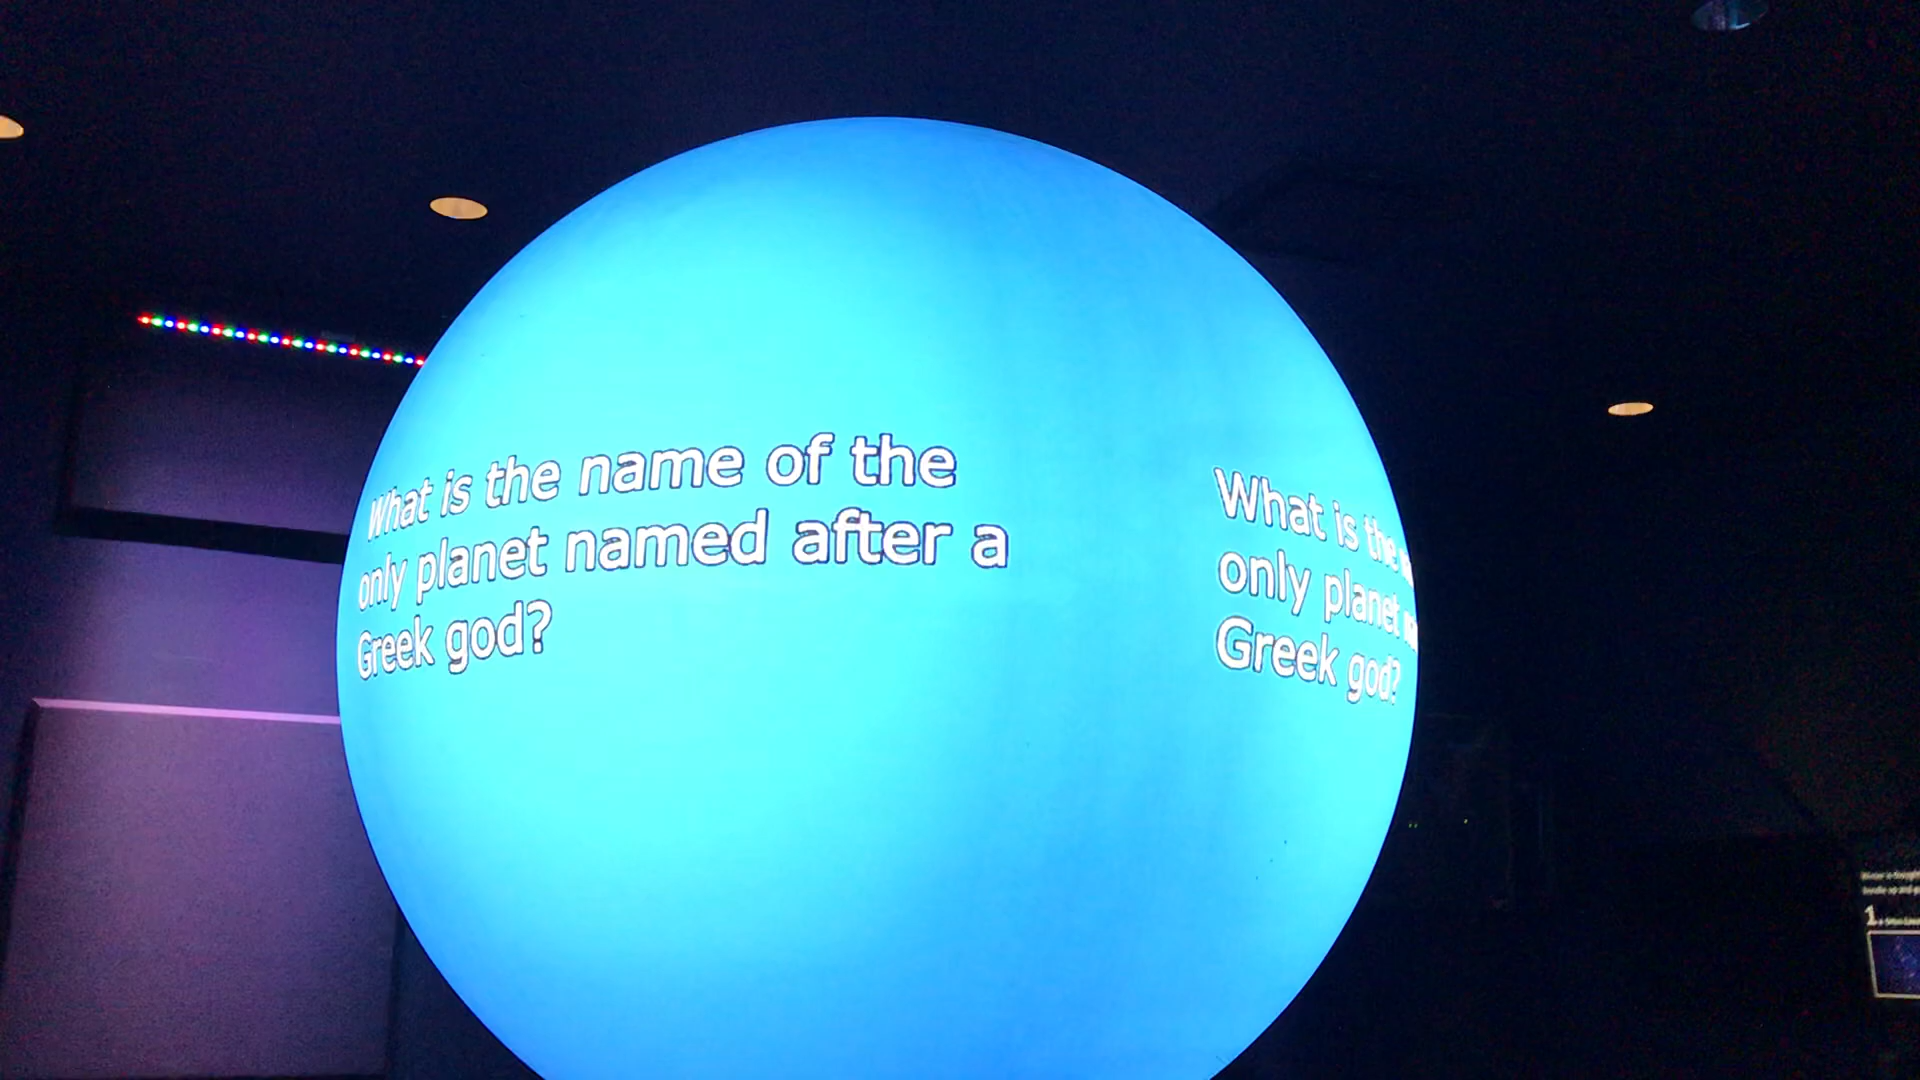 What is the name of the
only planet named after a
Greek god?
What is the
only planet
Greek god?
1